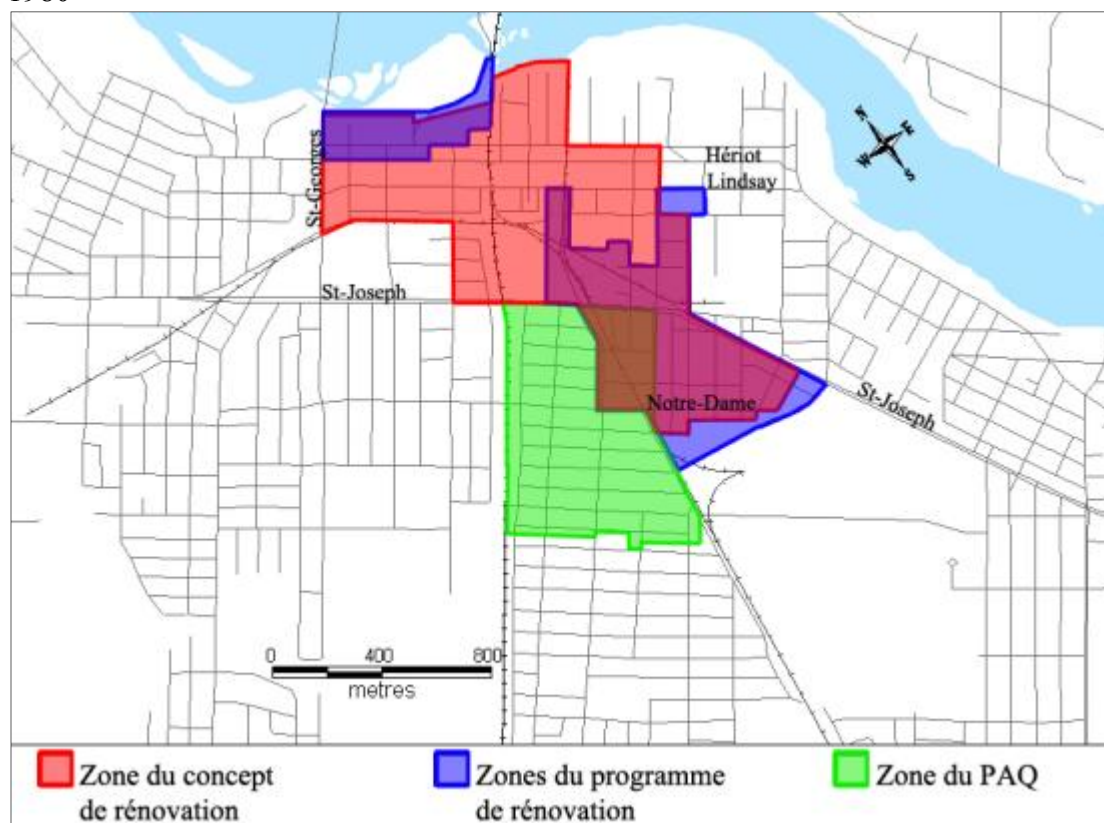 N
E
W
S
Hériot
Lindsay
St-Georges
St-Joseph
Notre-Dame
St-Joseph
0 400 800
metres
Zone du concept
de rénovation
Zones du programme
de rénovation
Zone du PAQ